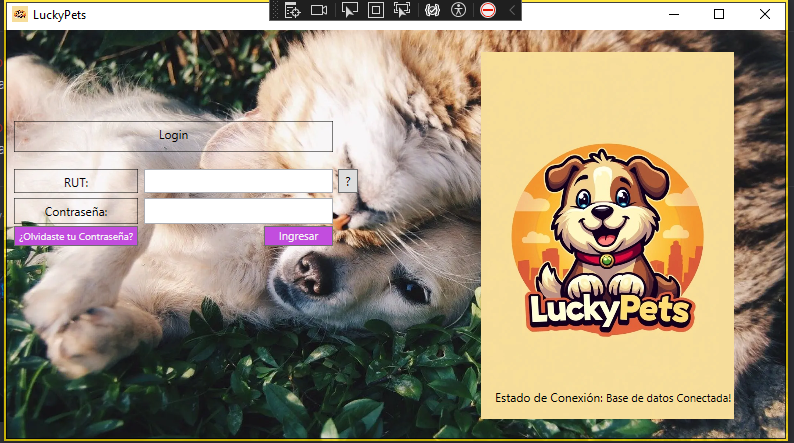 LuckyPets
Login
RUT:
?
Contraseña:
¿Olvidaste tu Contraseña?
Ingresar
LuckyPets
Estado de Conexión: Base de datos Conectada!